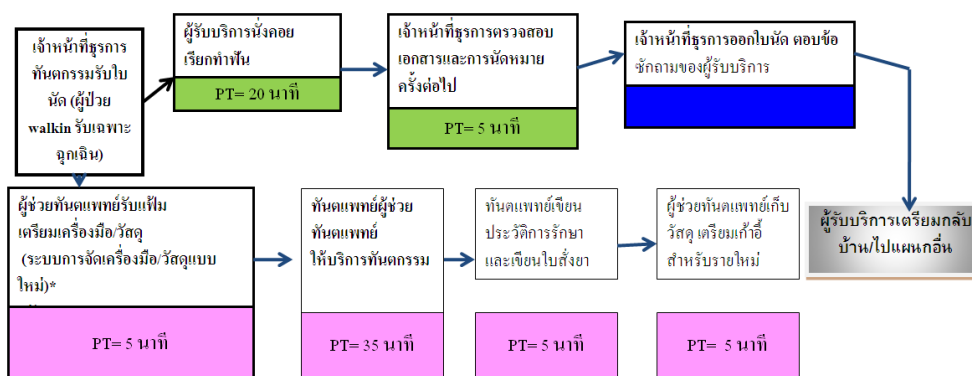 เจ้าหน้าที่ธุรการ
ทันตกรรมรับใบ
นัด (ผู้ป่วย
walkin รับเฉพาะ
ฉุกเฉิน)
ผู้รับบริการนั่งคอย
เรียกทำฟัน
PT= 20 นาที
เจ้าหน้าที่ธุรการตรวจสอบ
เอกสารและการนัดหมาย
ครั้งต่อไป
PT= 5 นาที
เจ้าหน้าที่ธุรการออกใบนัด ตอบข้อ
ซักถามของผู้รับบริการ
ผู้ช่วยทันตแพทย์รับแฟ้ม
เตรียมเครื่องมือ/วัสดุ
(ระบบการจัดเครื่องมือ/วัสดุแบบ
ใหม่)*
PT= 5 นาที
ทันตแพทย์ผู้ช่วย
ทันตแพทย์
ให้บริการทันตกรรม
PT= 35 นาที
ทันตแพทย์เขียน
ประวัติการรักษา
และเขียนใบสั่งยา
PT= 5 นาที
ผู้ช่วยทันตแพทย์เก็บ
วัสดุ เตรียมเก้าอี้
สำหรับรายใหม่
PT= 5 นาที
ผู้รับบริการเตรียมกลับ
บ้าน/ไปแผนกอื่น